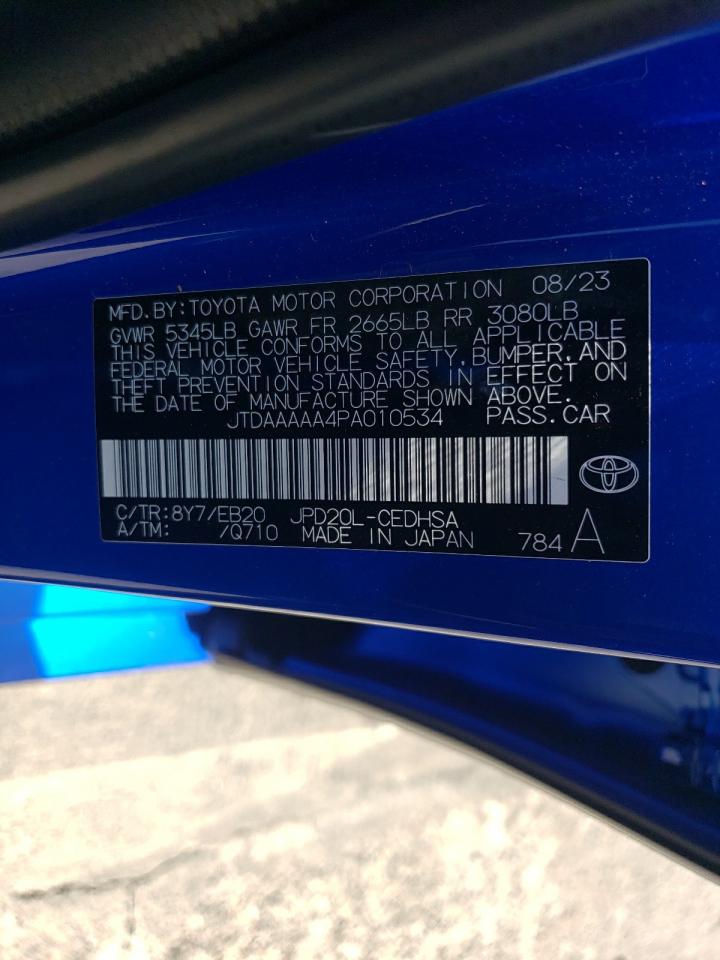 MFD.BY:TOYOTA MOTOR CORPORATION 08/23
GVWR 5345LB GAWR FR 2665LB RR 3080LB
THIS VEHICLE CONFORMS TO ALL APPLICABLE
FEDERAL MOTOR VEHICLE SAFETY,BUMPER,AND
THEFT PREVENTION STANDARDS IN EFFECT ON
THE DATE OF MANUFACTURE SHOWN ABOVE.
JTDAAAAA4PA010534 PASS.CAR
C/TR:8Y7/EB20 JPD20L-CEDHSA
A/TM: /Q710 MADE IN JAPAN 784 A